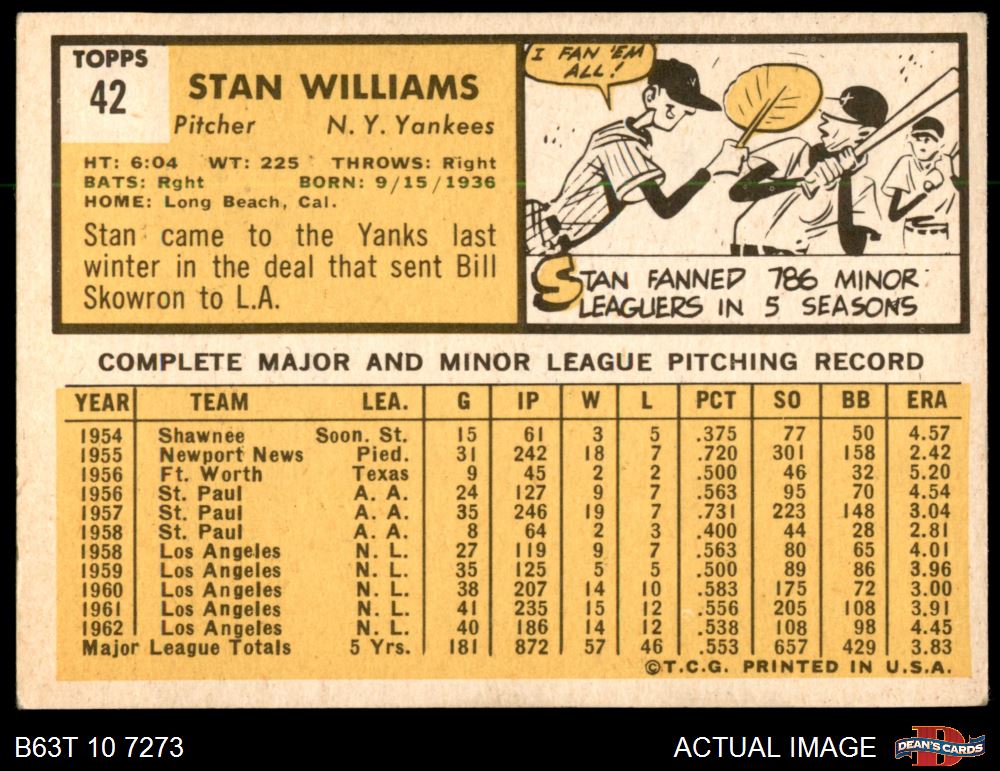 TOPPS
42
STAN WILLIAMS
Pitcher N. Y. Yankees
HT: 6:04 WT: 225 THROWS: Right
BATS: Rght BORN: 9/15/1936
HOME: Long Beach, Cal.
Stan came to the Yanks last
winter in the deal that sent Bill
Skowron to L.A.
I FAN 'EM
ALL!
STAN FANNED 786 MINOR
LEAGUERS IN 5 SEASONS
COMPLETE MAJOR AND MINOR LEAGUE PITCHING RECORD
YEAR TEAM LEA. G IP W L PCT SO BB ERA
1954 Shawnee Soon. St. 15 61 3 5 .375 77 50 4.57
1955 Newport News Pied. 31 242 18 7 .720 301 158 2.42
1956 Ft. Worth Texas 9 45 2 2 .500 46 32 5.20
1956 St. Paul A. A. 24 127 9 7 .563 95 70 4.54
1957 St. Paul A. A. 35 246 19 7 .731 223 148 3.04
1958 St. Paul A. A. 8 64 2 3 .400 44 28 2.81
1958 Los Angeles N. L. 27 119 9 7 .563 80 65 4.01
1959 Los Angeles N. L. 35 125 5 5 .500 89 86 3.96
1960 Los Angeles N. L. 38 207 14 10 .583 175 72 3.00
1961 Los Angeles N. L. 41 235 15 12 .556 205 108 3.91
1962 Los Angeles N. L. 40 186 14 12 .538 108 98 4.45
Major League Totals 5 Yrs. 181 872 57 46 .553 657 429 3.83
©T.C.G. PRINTED IN U.S.A.
B63T 10 7273 ACTUAL IMAGE
D
DEAN'S CARDS